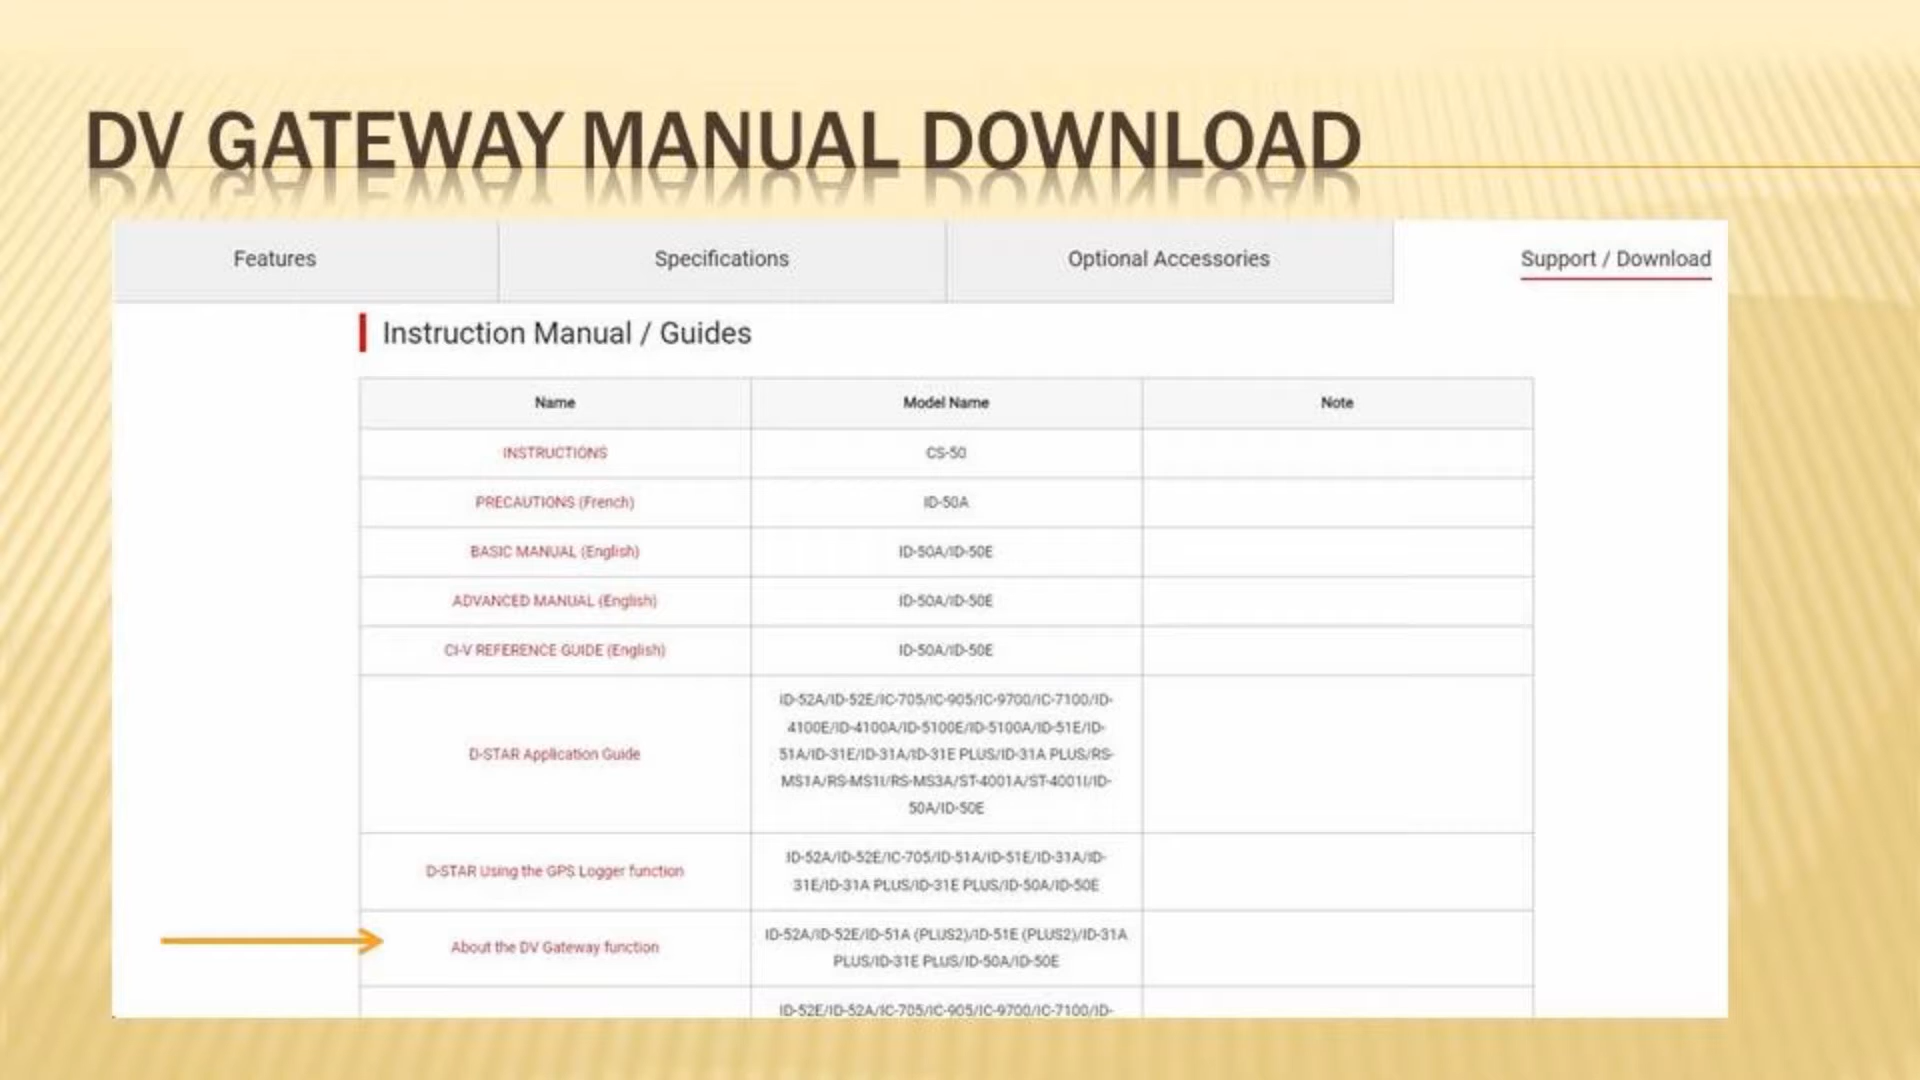 DV GATEWAY MANUAL DOWNLOAD
Features
Specifications
Optional Accessories
Support / Download
Instruction Manual / Guides
Name
Model Name
Note
INSTRUCTIONS
CS-50
PRECAUTIONS (French)
ID-50A
BASIC MANUAL (English)
ID-50A/ID-50E
ADVANCED MANUAL (English)
ID-50A/ID-50E
CI-V REFERENCE GUIDE (English)
ID-50A/ID-50E
D-STAR Application Guide
ID-52A/ID-52E/IC-705/IC-905/IC-9700/IC-7100/ID-
4100E/ID-4100A/ID-5100E/ID-5100A/ID-51E/ID-
51A/ID-31E/ID-31A/ID-31E PLUS/ID-31A PLUS/RS-
MS1A/RS-MS1I/RS-MS3A/ST-4001A/ST-4001I/ID-
50A/ID-50E
D-STAR Using the GPS Logger function
ID-52A/ID-52E/IC-705/ID-51A/ID-51E/ID-31A/ID-
31E/ID-31A PLUS/ID-31E PLUS/ID-50A/ID-50E
About the DV Gateway function
ID-52A/ID-52E/ID-51A (PLUS2)/ID-51E (PLUS2)/ID-31A
PLUS/ID-31E PLUS/ID-50A/ID-50E
ID-52E/ID-52A/IC-705/IC-905/IC-9700/IC-7100/ID-